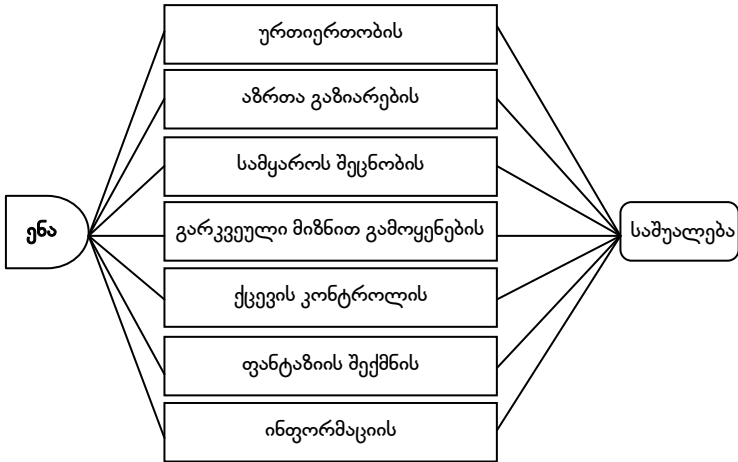 ენა
ურთიერთობის
აზრთა გაზიარების
სამყაროს შეცნობის
გარკვეული მიზნით გამოყენების
ქცევის კონტროლის
ფანტაზიის შექმნის
ინფორმაციის
საშუალება